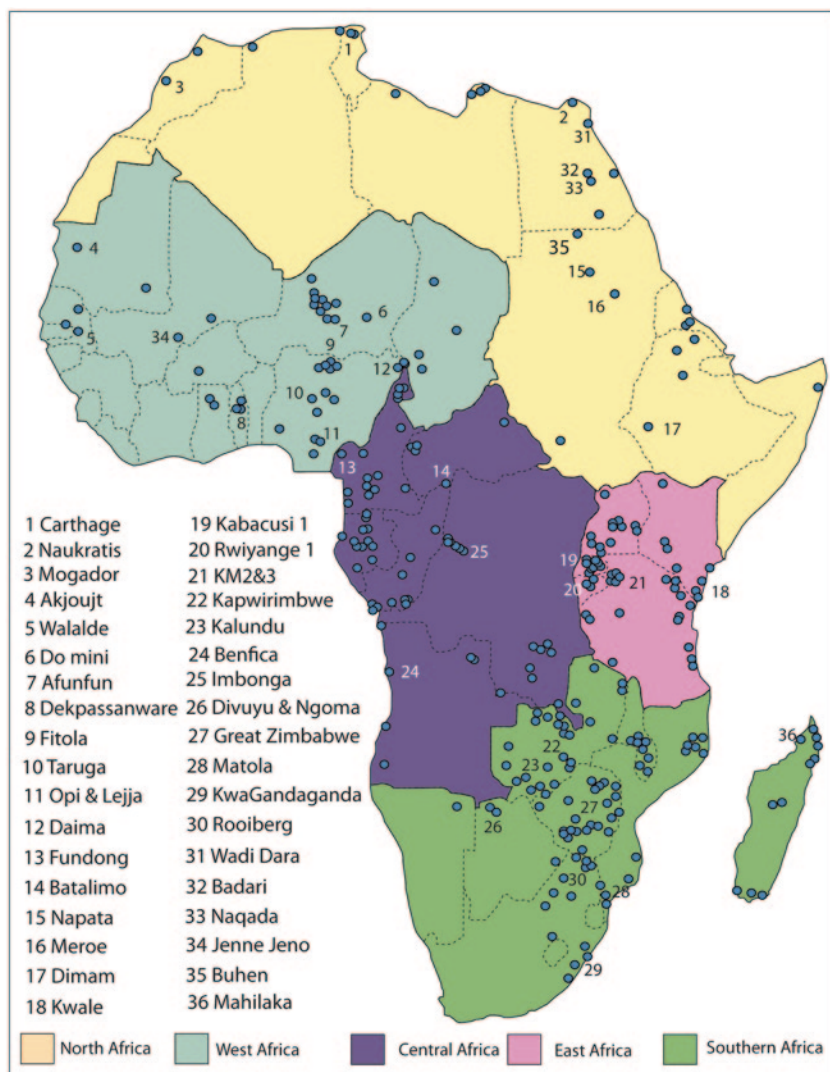 1
2
3
31
32
33
35
15
16
4
5
34
6
7
9
10
12
8
11
17
13
14
25
19
20
21
18
24
22
23
36
26
27
30
28
29
1 Carthage
2 Naukratis
3 Mogador
4 Akjoujt
5 Walalde
6 Do mini
7 Afunfun
8 Dekpassanware
9 Fitola
10 Taruga
11 Opi & Lejja
12 Daima
13 Fundong
14 Batalimo
15 Napata
16 Meroe
17 Dimam
18 Kwale
19 Kabacusi 1
20 Rwiyange 1
21 KM2&3
22 Kapwirimbwe
23 Kalundu
24 Benfica
25 Imbonga
26 Divuyu & Ngoma
27 Great Zimbabwe
28 Matola
29 KwaGandaganda
30 Rooiberg
31 Wadi Dara
32 Badari
33 Naqada
34 Jenne Jeno
35 Buhen
36 Mahilaka
North Africa
West Africa
Central Africa
East Africa
Southern Africa